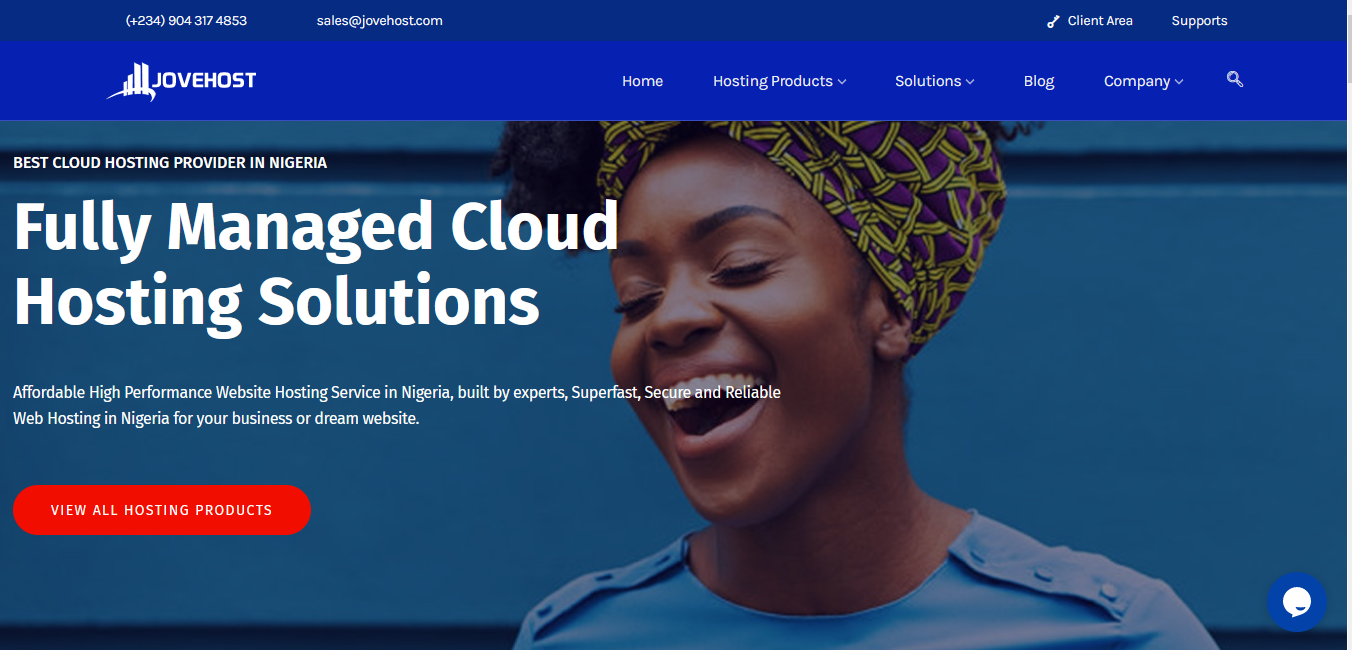 (+234) 904 317 4853
sales@jovehost.com
Client Area
Supports
JOVEHOST
Home
Hosting Products
Solutions
Blog
Company
BEST CLOUD HOSTING PROVIDER IN NIGERIA
Fully Managed Cloud
Hosting Solutions
Affordable High Performance Website Hosting Service in Nigeria, built by experts, Superfast, Secure and Reliable
Web Hosting in Nigeria for your business or dream website.
VIEW ALL HOSTING PRODUCTS